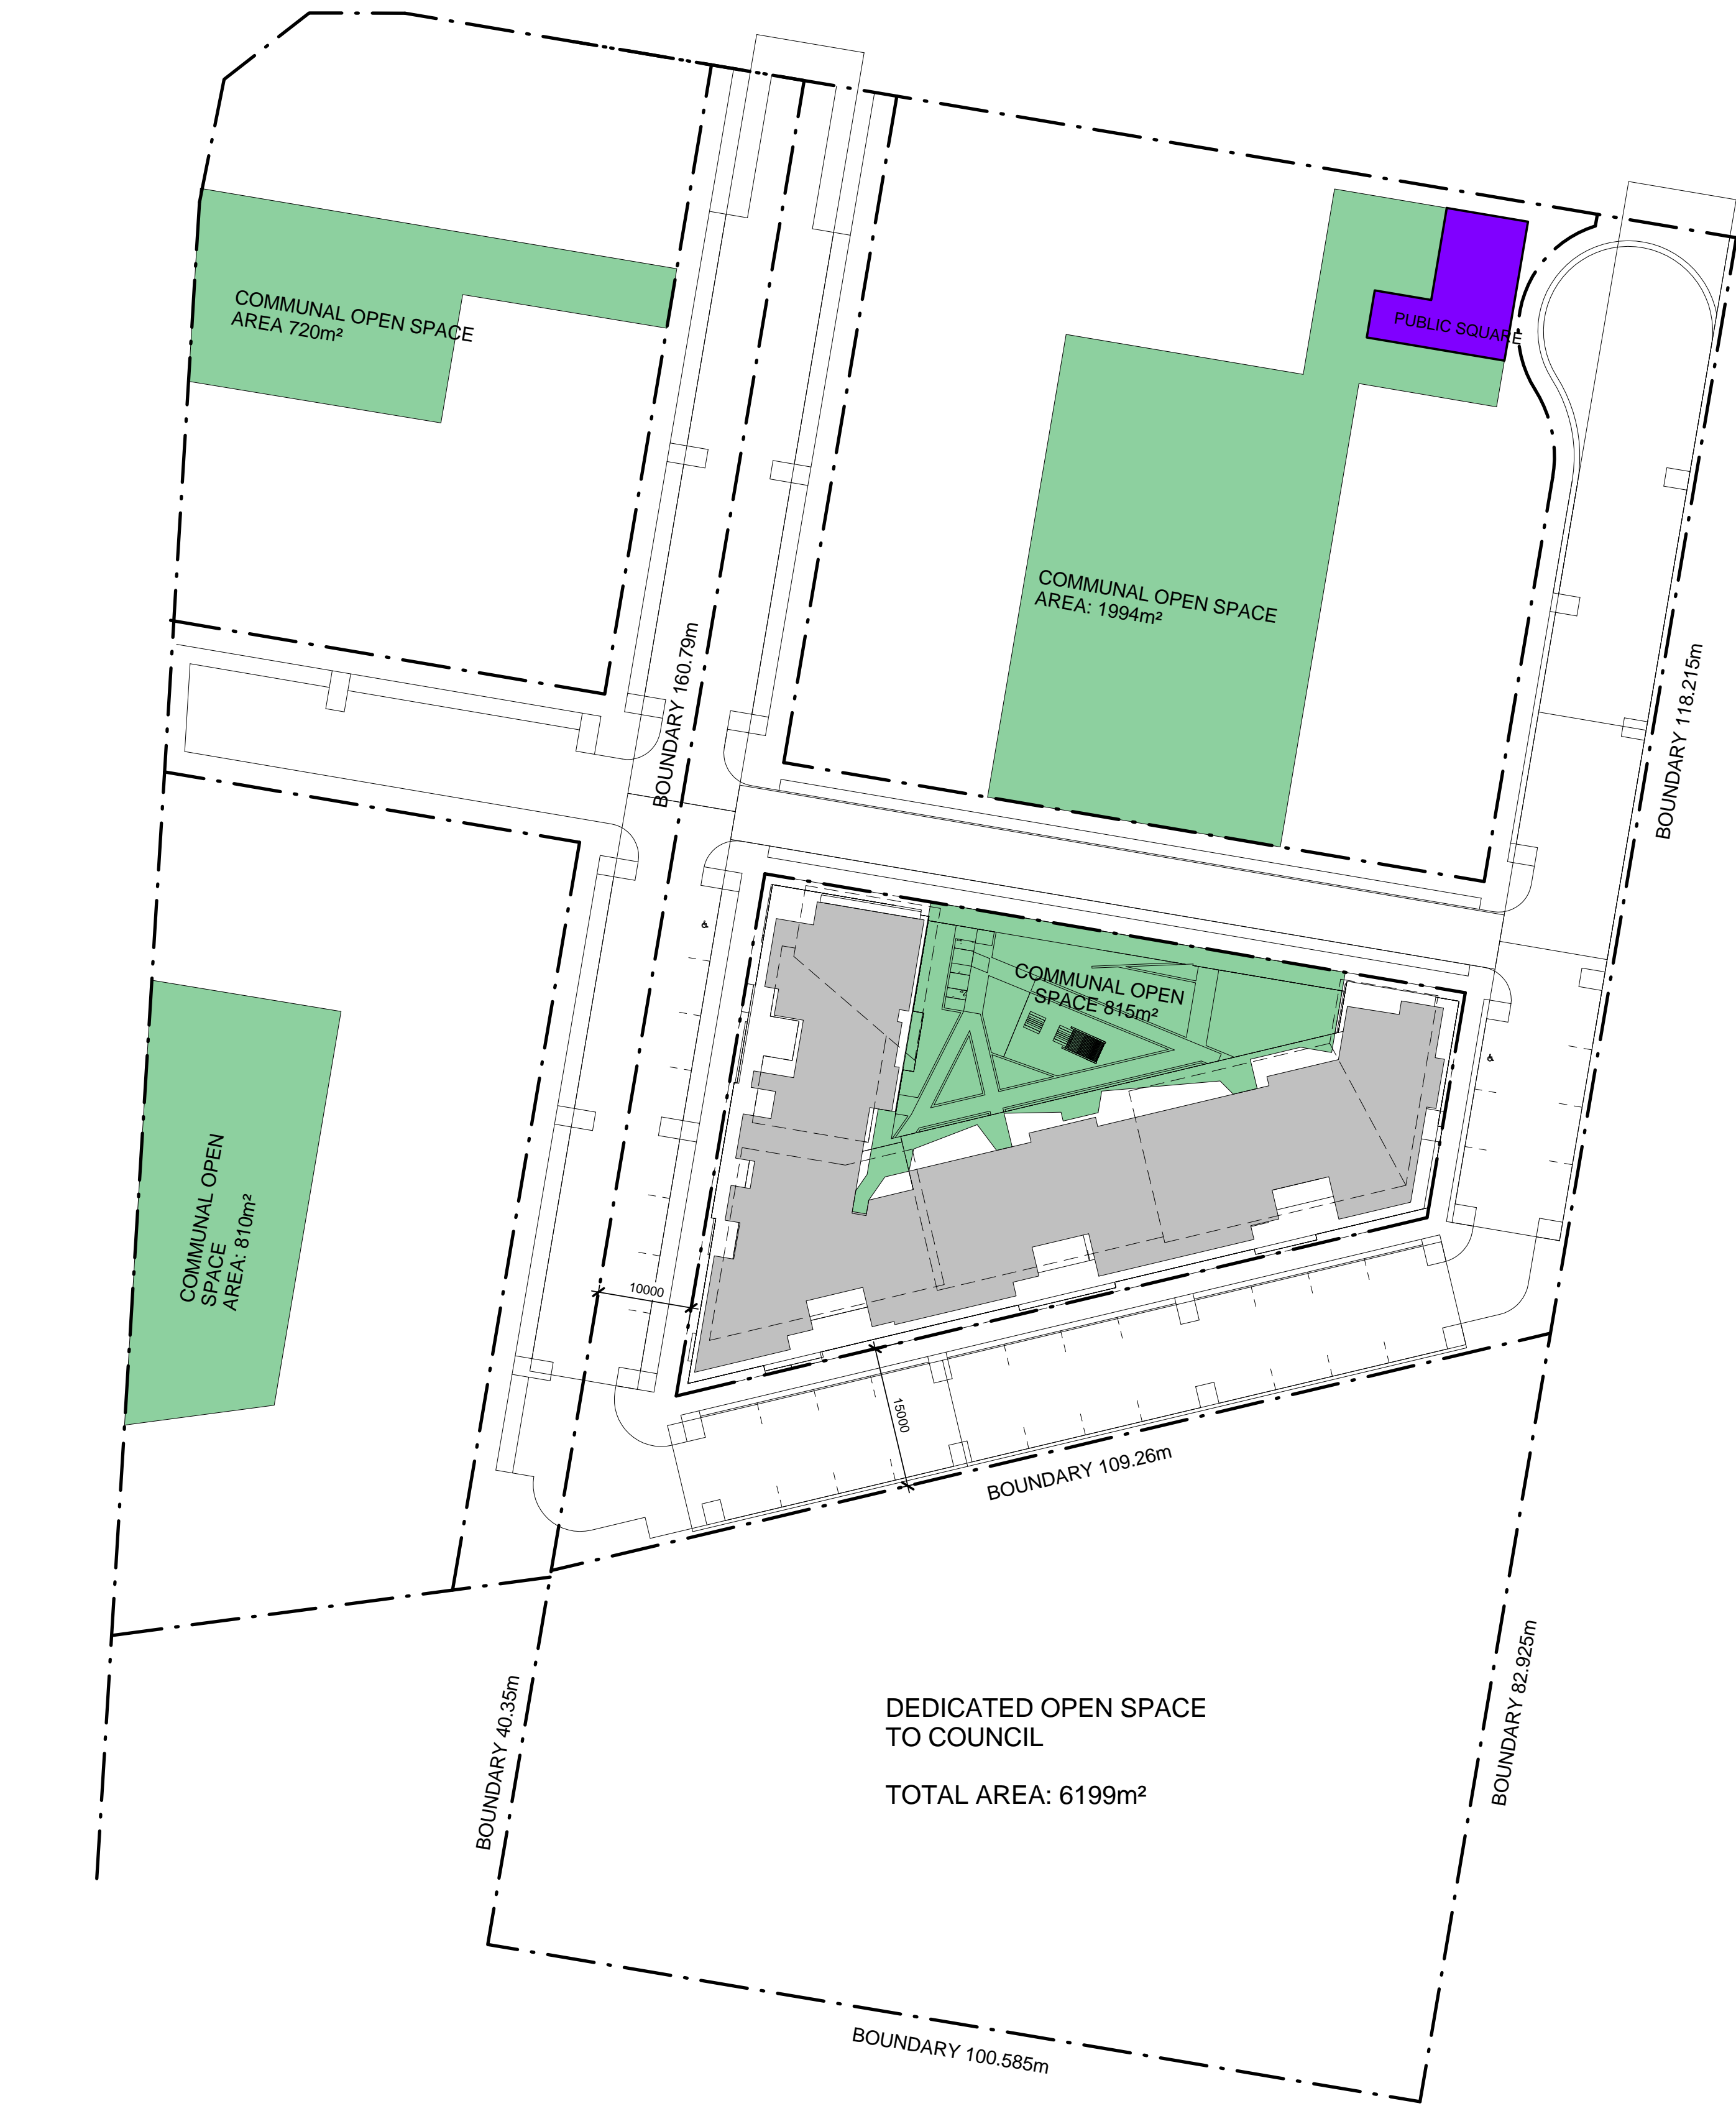 COMMUNAL OPEN SPACE
AREA 720m²
PUBLIC SQUARE
COMMUNAL OPEN SPACE
AREA: 1994m²
BOUNDARY 160.79m
BOUNDARY 118.215m
COMMUNAL OPEN
SPACE 815m²
COMMUNAL OPEN
SPACE
AREA: 810m²
10000
15000
BOUNDARY 109.26m
BOUNDARY 40.35m
BOUNDARY 82.925m
DEDICATED OPEN SPACE
TO COUNCIL
TOTAL AREA: 6199m²
BOUNDARY 100.585m